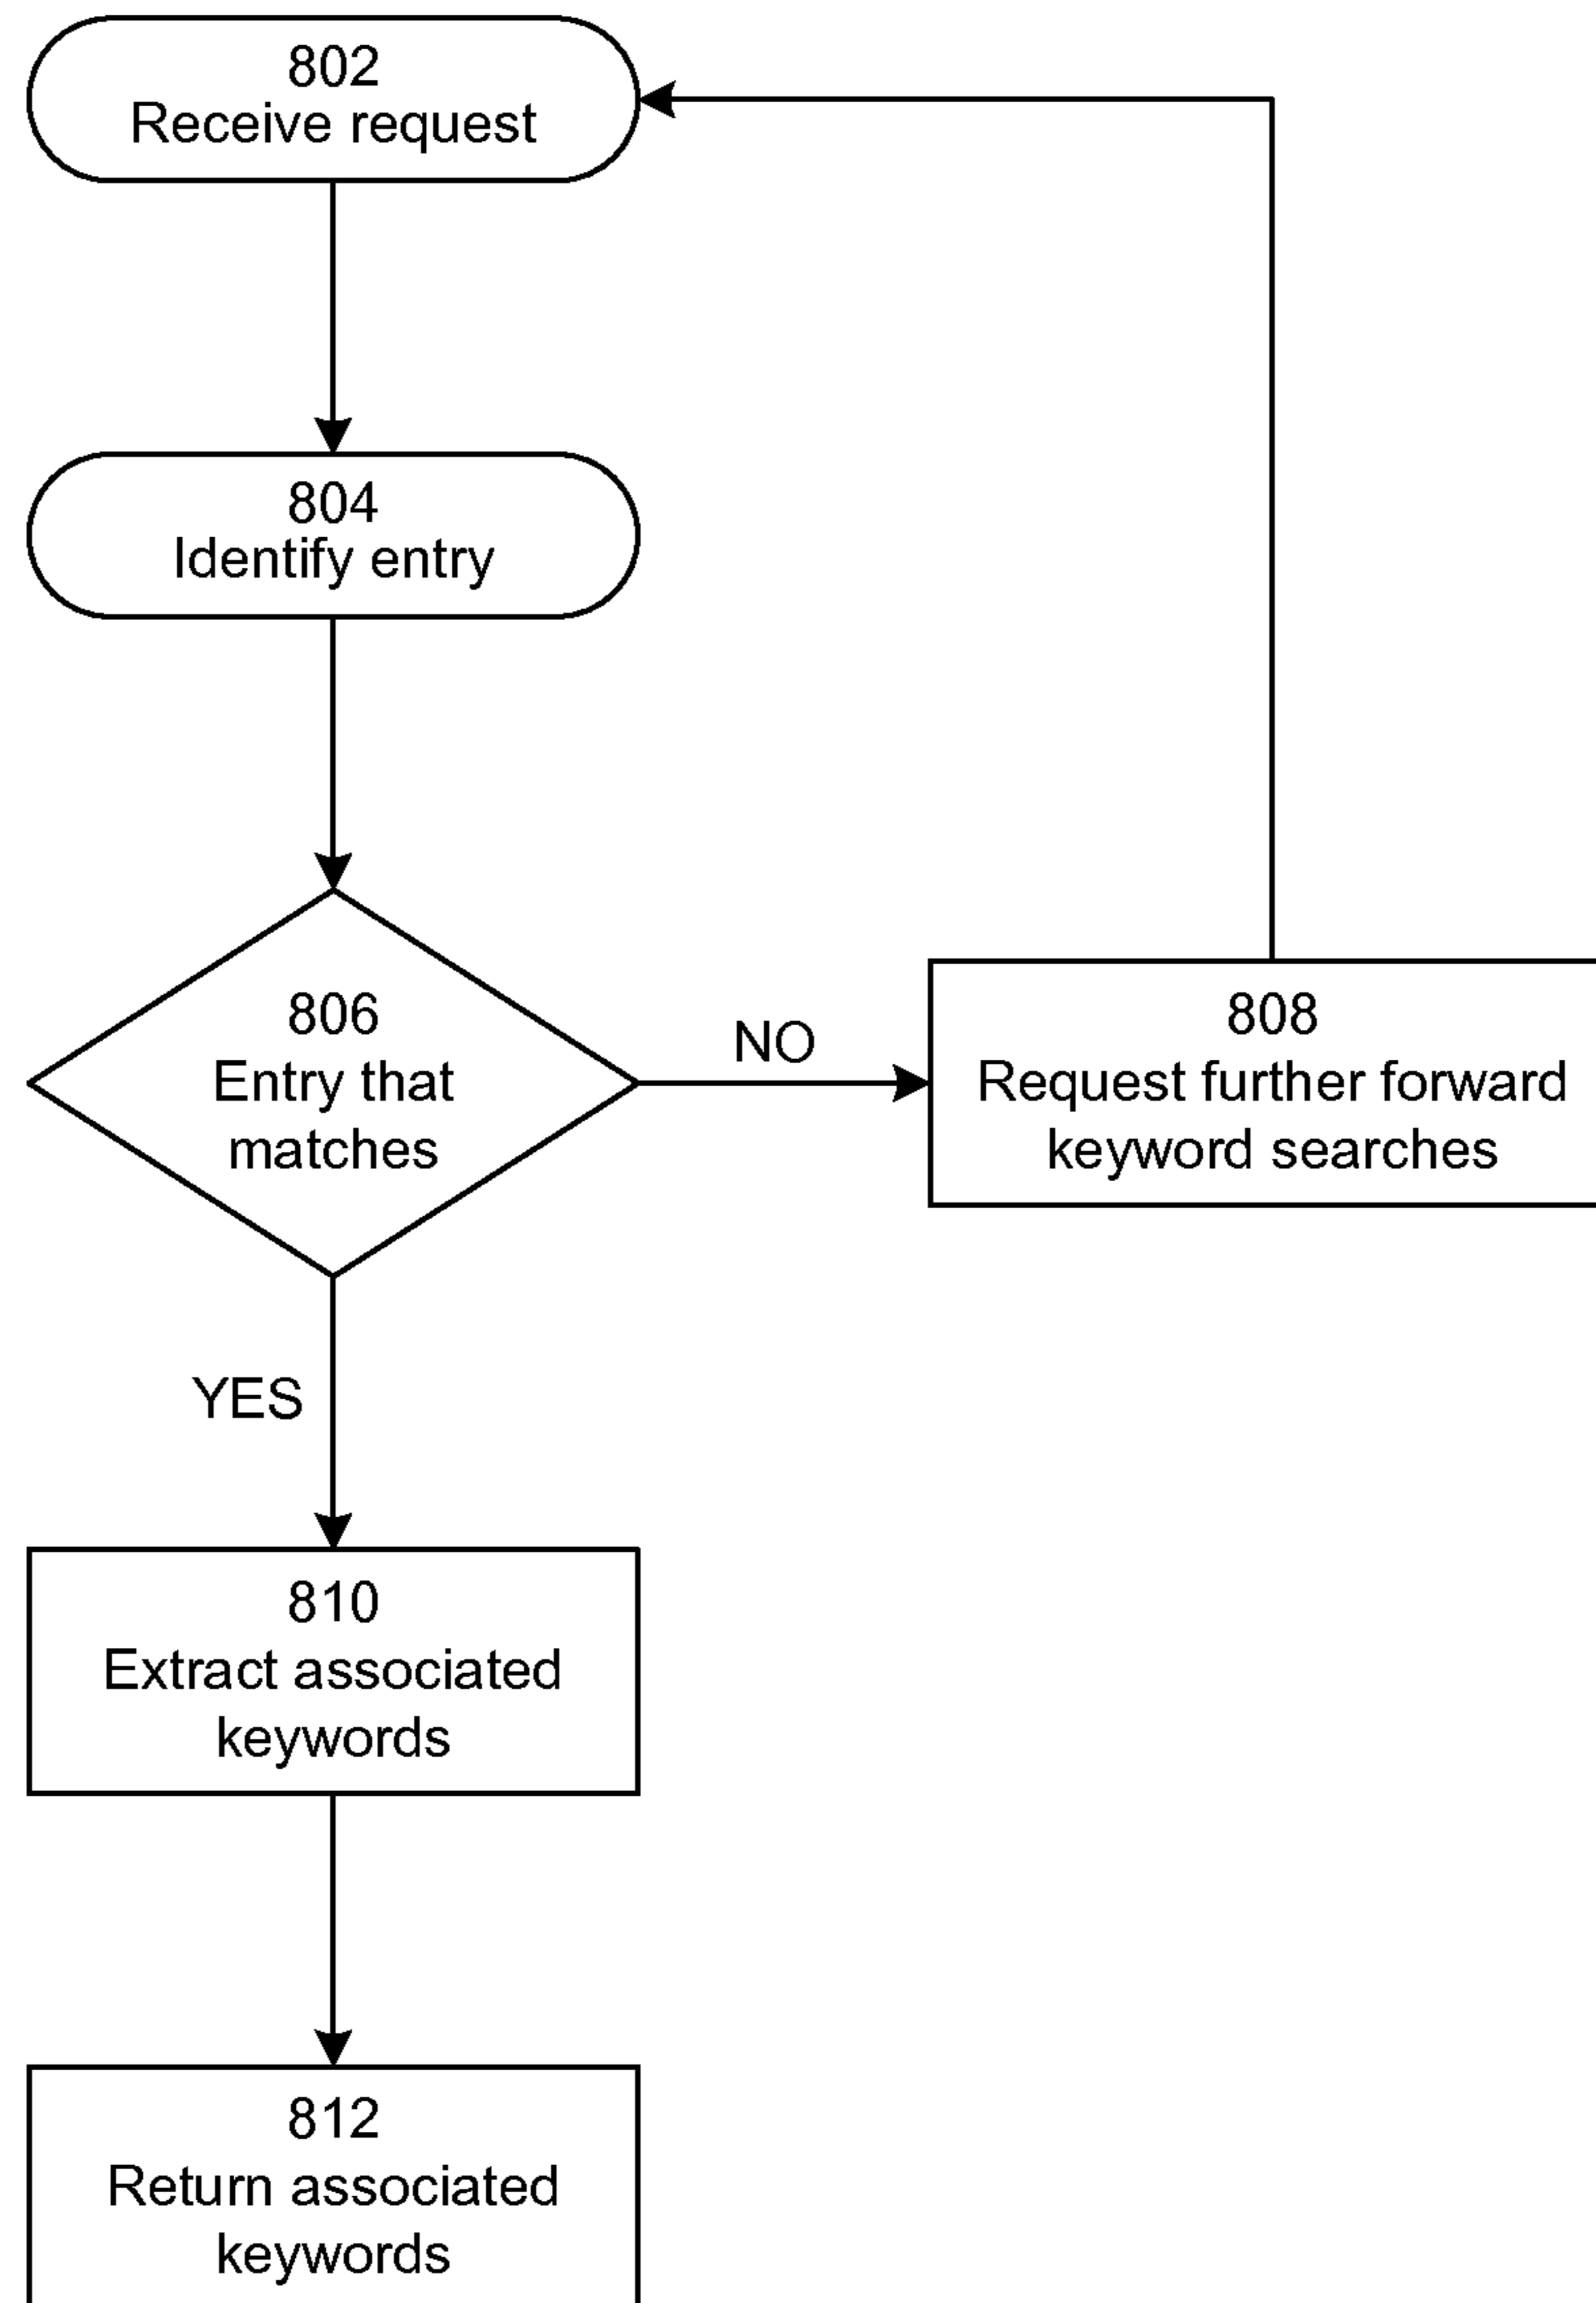 802
Receive request
804
Identify entry
806
Entry that
matches
NO
808
Request further forward
keyword searches
YES
810
Extract associated
keywords
812
Return associated
keywords